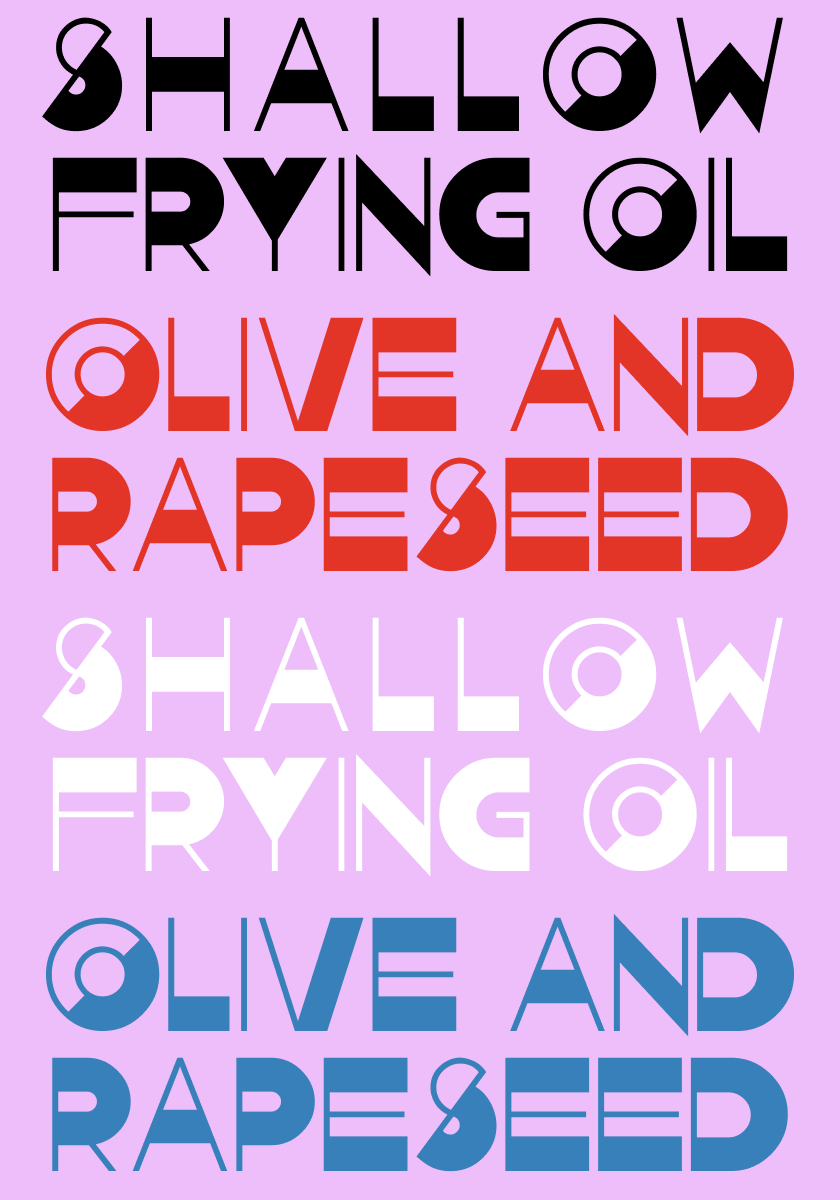 SHALLOW
FRYING OIL
OLIVE AND
RAPESEED
SHALLOW
FRYING OIL
OLIVE AND
RAPESEED